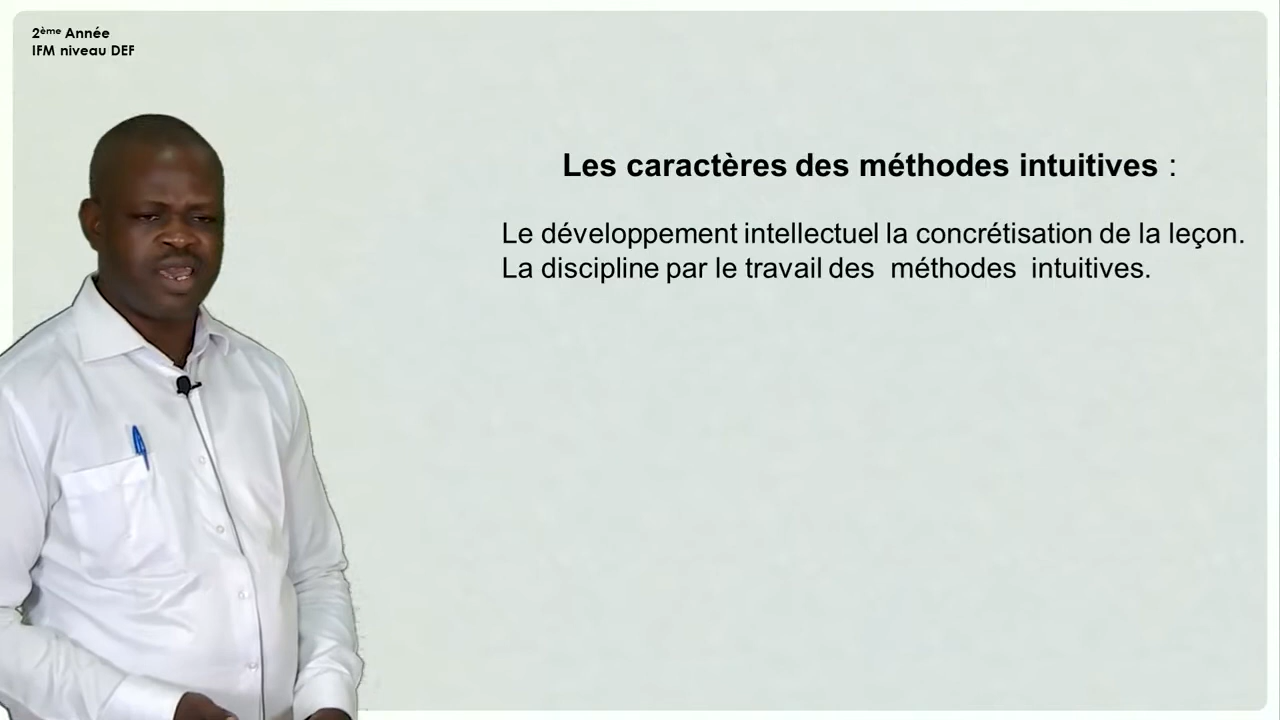 2ème Année
IFM niveau DEF
Les caractères des méthodes intuitives :
Le développement intellectuel la concrétisation de la leçon.
La discipline par le travail des méthodes intuitives.